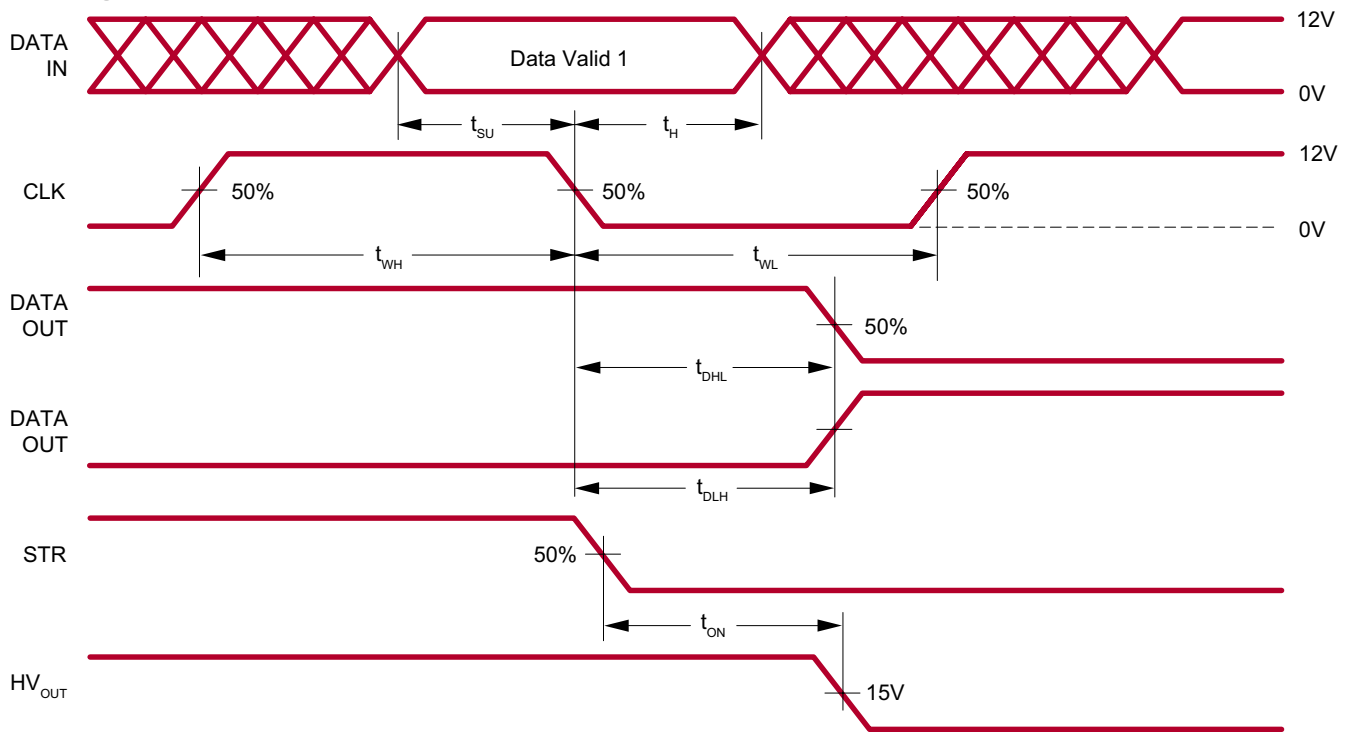 DATA IN
Data Valid 1
12V
0V
tSU
tH
CLK
50%
50%
50%
12V
0V
tWH
tWL
DATA OUT
50%
tDHL
DATA OUT
tDLH
STR
50%
tON
HVOUT
15V